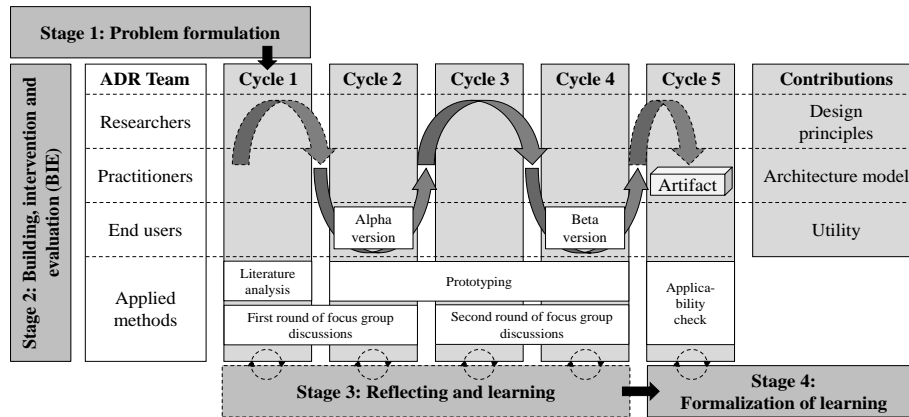 Stage 1: Problem formulation
Stage 2: Building, intervention and
evaluation (BIE)
ADR Team
Cycle 1
Cycle 2
Cycle 3
Cycle 4
Cycle 5
Contributions
Researchers
Design
principles
Practitioners
Artifact
Architecture model
End users
Alpha
version
Beta
version
Utility
Applied
methods
Literature
analysis
Prototyping
Applica-
bility
check
First round of focus group
discussions
Second round of focus group
discussions
Stage 3: Reflecting and learning
Stage 4:
Formalization of learning